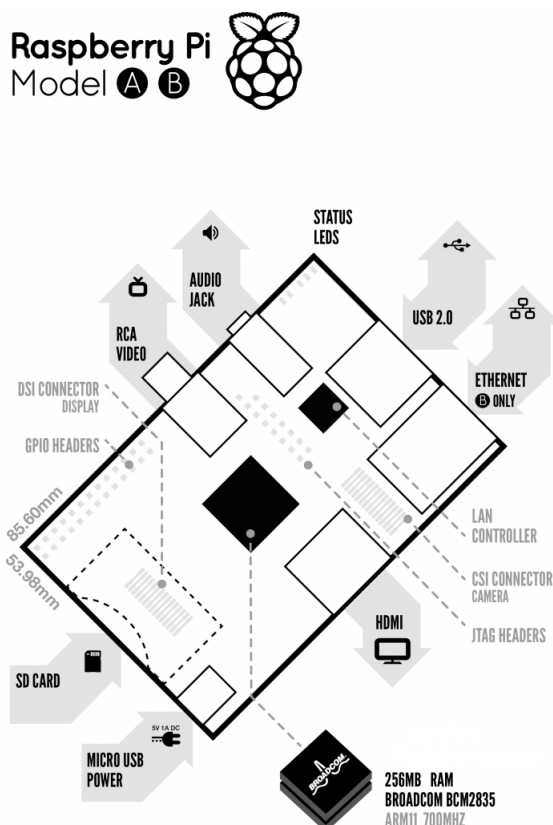 Raspberry Pi
Model A B
STATUS
LEDS
AUDIO
JACK
USB 2.0
RCA
VIDEO
ETHERNET
B ONLY
DSI CONNECTOR
DISPLAY
GPIO HEADERS
85.60mm
53.98mm
LAN
CONTROLLER
CSI CONNECTOR
CAMERA
JTAG HEADERS
HDMI
SD CARD
5V 1A DC
MICRO USB
POWER
BROADCOM
256MB RAM
BROADCOM BCM2835
ARM11 700MHZ